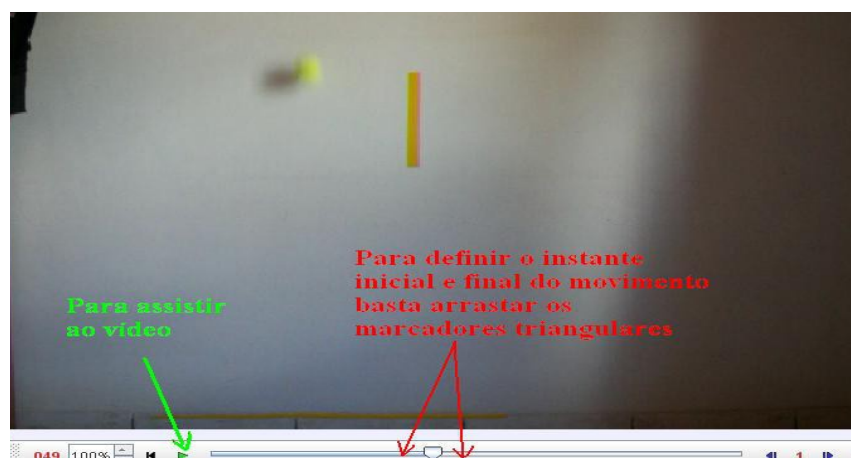 Para definir o instante
inicial e final do movimento
basta arrastar os
marcadores triangulares
Para assistir
ao vídeo
049 100% 1